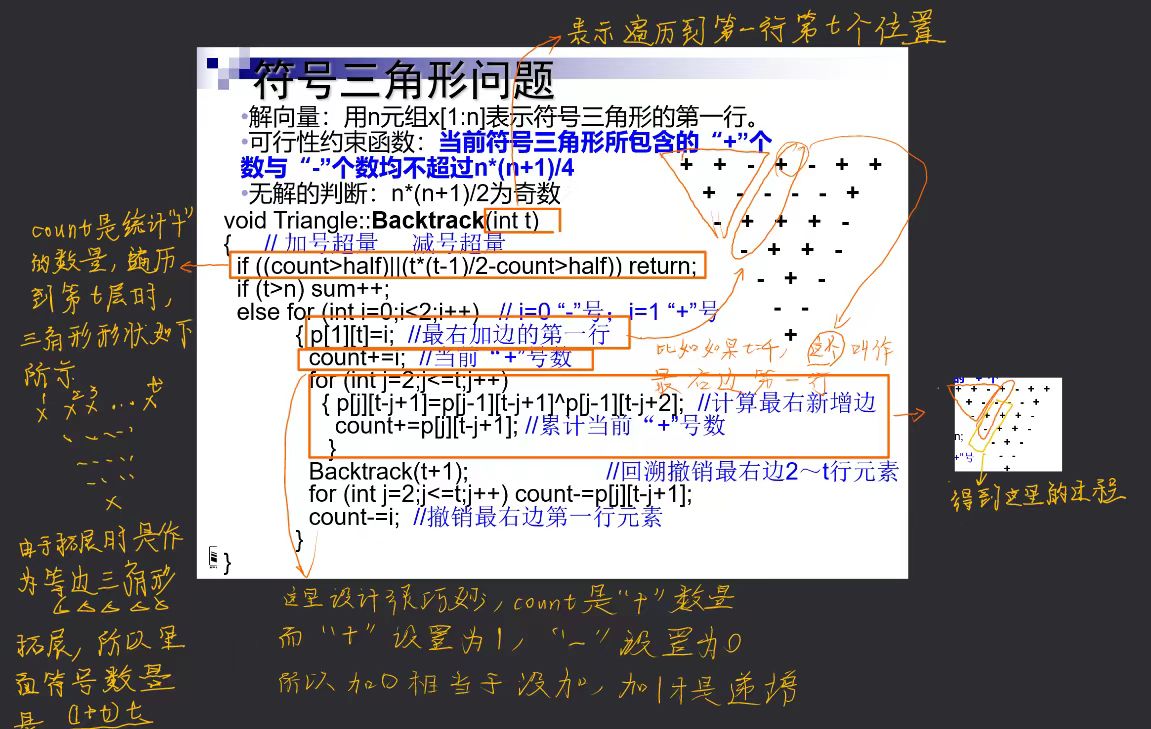 表示遍历到第一行第七个位置
符号三角形问题
•解向量：用n元组x[1:n]表示符号三角形的第一行。
•可行性约束函数：当前符号三角形所包含的“+”个
数与“-”个数均不超过n*(n+1)/4
•无解的判断：n*(n+1)/2为奇数
void Triangle::Backtrack(int t)
{ // 加号超量 减号超量
if ((count>half)||(t*(t-1)/2-count>half)) return;
if (t>n) sum++;
else for (int i=0;i<2;i++) // i=0 “-”号；i=1 “+”号
{ p[1][t]=i; //最右加边的第一行
count+=i; //当前“+”号数
for (int j=2;j<=t;j++)
{ p[j][t-j+1]=p[j-1][t-j+1]^p[j-1][t-j+2]; //计算最右新增边
count+=p[j][t-j+1]; //累计当前“+”号数
}
Backtrack(t+1); //回溯撤销最右边2～t行元素
for (int j=2;j<=t;j++) count-=p[j][t-j+1];
count-=i; //撤销最右边第一行元素
}
}
+ + - + - + +
+ - - - - +
- + + + -
- + + -
- + -
- -
+
比如如果t=4，这个叫作
最右边第一行
count是统计“+”
的数量，遍历
到第t层时，
三角形形状如下
所示
1 2 3 t
x x x ... x
x
由于拓展时是作
为等边三角形
拓展，所以里
面符号数量
是 (1+t)t
得到这里的过程
这里设计很巧妙，count是“+”数量
而“+”设置为1，“-”设置为0
所以加0相当于没加，加1才是递增